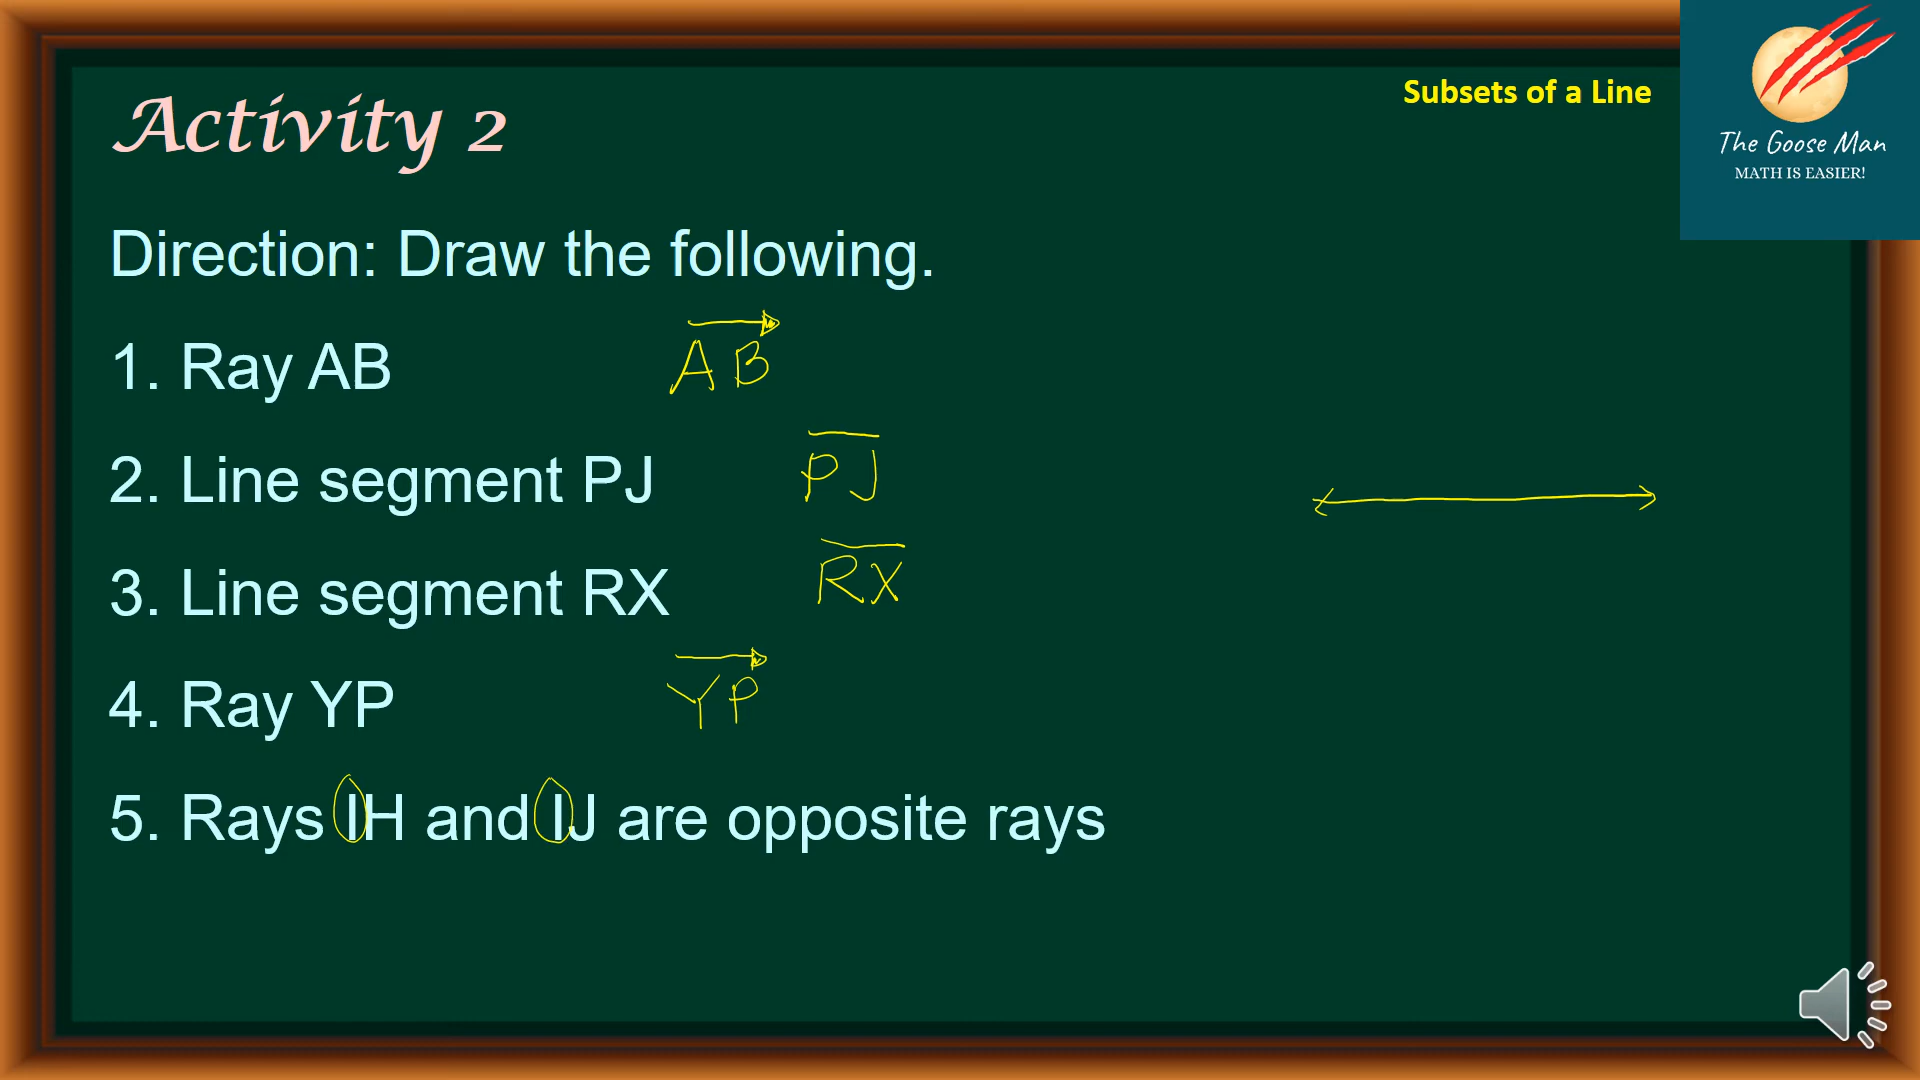 Activity 2
Subsets of a Line
The Goose Man
MATH IS EASIER!
Direction: Draw the following.
1. Ray AB
AB
2. Line segment PJ
PJ
3. Line segment RX
RX
4. Ray YP
YP
5. Rays IH and IJ are opposite rays